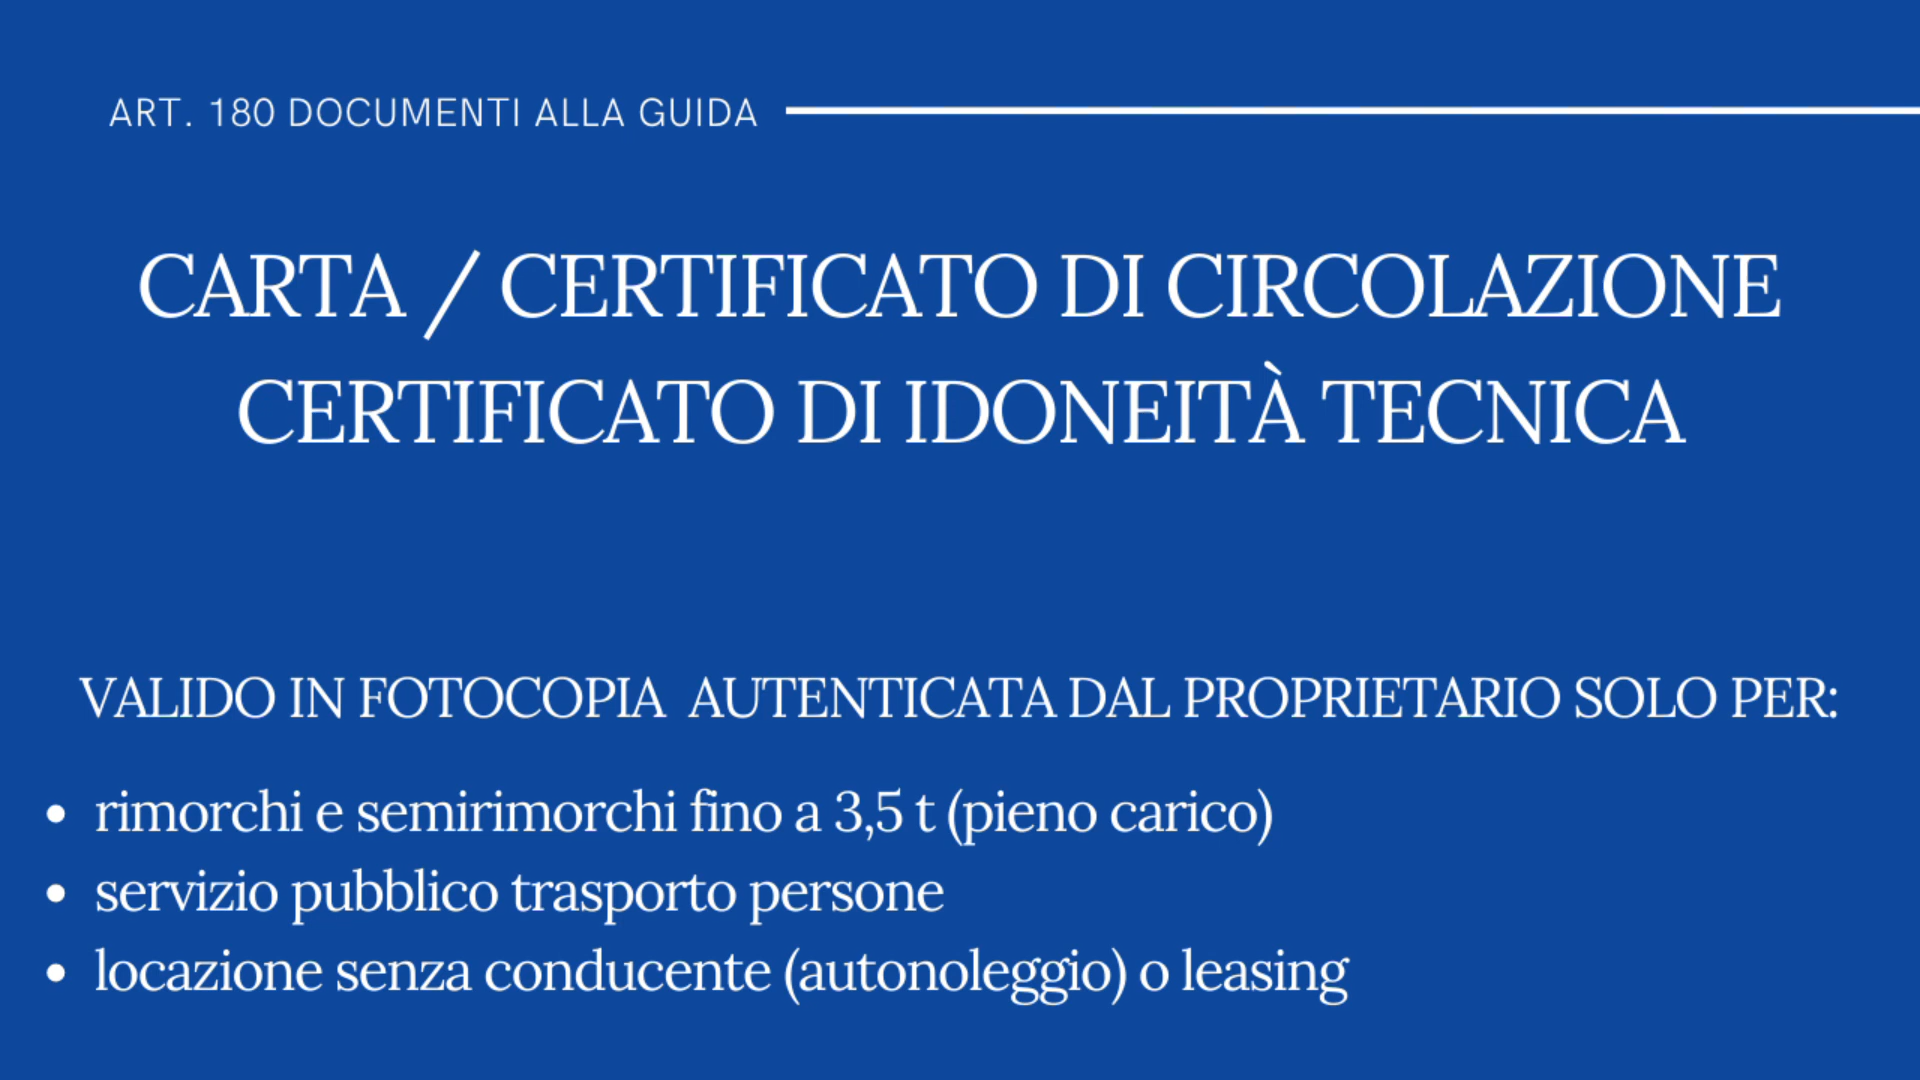 ART. 180 DOCUMENTI ALLA GUIDA
CARTA / CERTIFICATO DI CIRCOLAZIONE
CERTIFICATO DI IDONEITÀ TECNICA
VALIDO IN FOTOCOPIA AUTENTICATA DAL PROPRIETARIO SOLO PER:
• rimorchi e semirimorchi fino a 3,5 t (pieno carico)
• servizio pubblico trasporto persone
• locazione senza conducente (autonoleggio) o leasing